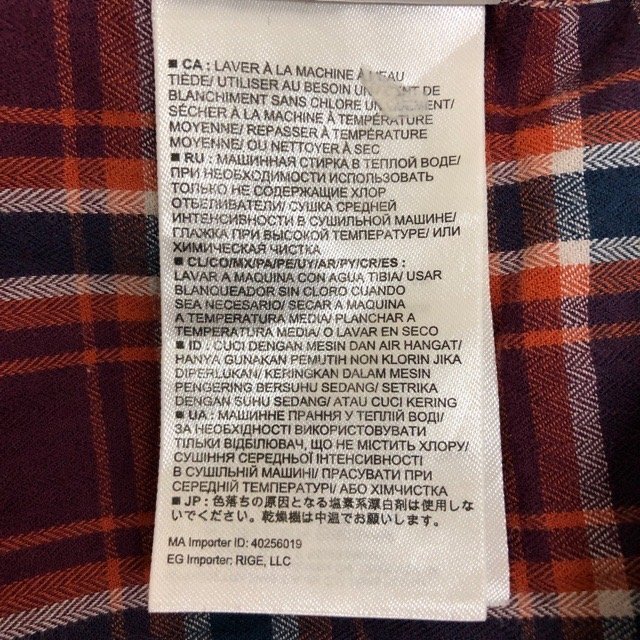 ■ CA : LAVER À LA MACHINE À L'EAU
TIÈDE/ UTILISER AU BESOIN UN DE
BLANCHIMENT SANS CHLORE
SÉCHER À LA MACHINE À TEMPÉRATURE
MOYENNE/ REPASSER À TEMPÉRATURE
MOYENNE/ OU NETTOYER À SEC
■ RU : МАШИННАЯ СТИРКА В ТЕПЛОЙ ВОДЕ/
ПРИ НЕОБХОДИМОСТИ ИСПОЛЬЗОВАТЬ
ТОЛЬКО НЕ СОДЕРЖАЩИЕ ХЛОР
ОТБЕЛИВАТЕЛИ/ СУШКА СРЕДНЕЙ
ИНТЕНСИВНОСТИ В СУШИЛЬНОЙ МАШИНЕ/
ГЛАЖКА ПРИ ВЫСОКОЙ ТЕМПЕРАТУРЕ/ ИЛИ
ХИМИЧЕСКАЯ ЧИСТКА
■ CL/CO/MX/PA/PE/UY/AR/PY/CR/ES :
LAVAR A MAQUINA CON AGUA TIBIA/ USAR
BLANQUEADOR SIN CLORO CUANDO
SEA NECESARIO/ SECAR A MAQUINA
A TEMPERATURA MEDIA/ PLANCHAR A
TEMPERATURA MEDIA/ O LAVAR EN SECO
■ ID : CUCI DENGAN MESIN DAN AIR HANGAT/
HANYA GUNAKAN PEMUTIH NON KLORIN JIKA
DIPERLUKAN/ KERINGKAN DALAM MESIN
PENGERING BERSUHU SEDANG/ SETRIKA
DENGAN SUHU SEDANG/ ATAU CUCI KERING
■ UA : МАШИННЕ ПРАННЯ У ТЕПЛІЙ ВОДІ/
ЗА НЕОБХІДНОСТІ ВИКОРИСТОВУВАТИ
ТІЛЬКИ ВІДБІЛЮВАЧ, ЩО НЕ МІСТИТЬ ХЛОРУ/
СУШІННЯ СЕРЕДНЬОЇ ІНТЕНСИВНОСТІ
В СУШІЛЬНІЙ МАШИНІ/ ПРАСУВАТИ ПРИ
СЕРЕДНІЙ ТЕМПЕРАТУРІ/ АБО ХІМЧИСТКА
■ JP : 色落ちの原因となる塩素系漂白剤は使用しな
いでください。乾燥機は中温でお願いします。
MA Importer ID: 40256019
EG Importer: RIGE, LLC